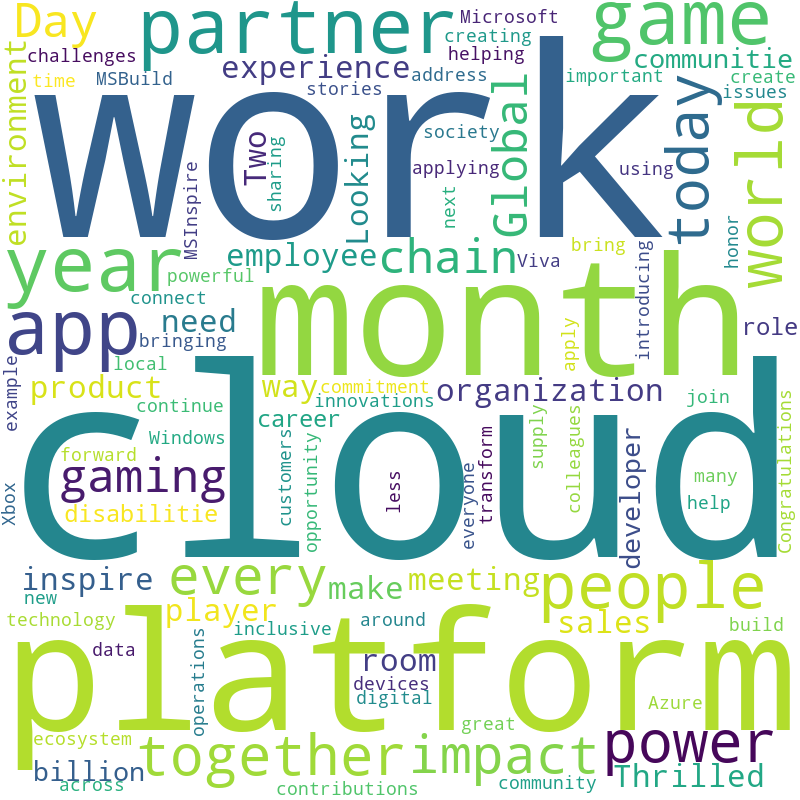 Day
partner
Microsoft
game
challenges
creating
helping
communitie
time
MSBuild
experience
address
important
create
stories
issues
environment
work
Two
sharing
Looking
society
applying
next
Global
using
today
world
honor
MSInspire
year
powerful
employee
chain
Viva
bring
introducing
connect
month
app
bringing
need
apply
role
local
example
product
way
commitment
organization
join
continue
innovations
career
Windows
cloud
forward
gaming
customers
opportunity
less
everyone
transform
supply
colleagues
developer
many
help
Congratulations
Xbox
disabilitie
inspire
every
make
meeting
people
new
player
technology
inclusive
around
sales
build
platform
data
operations
room
devices
digital
Azure
great
ecosystem
together
impact
power
billion
across
contributions
community
Thrilled